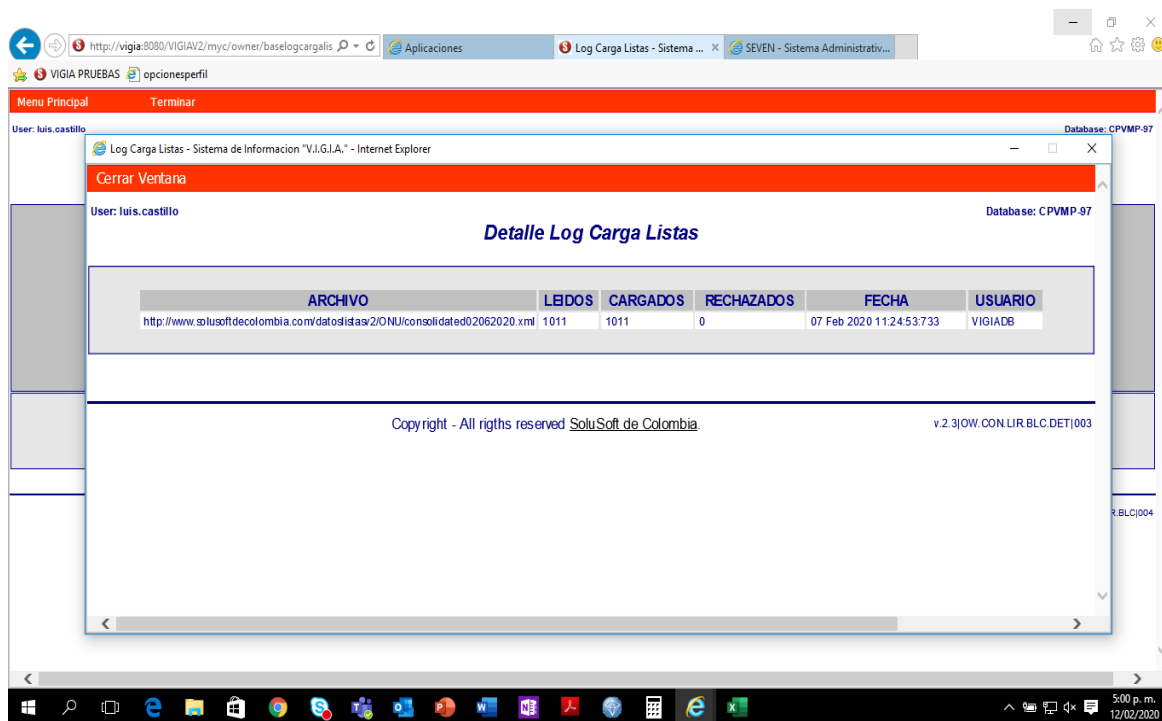 http://vigia:8080/VIGIAV2/myc/owner/baselogcargalis
Aplicaciones
Log Carga Listas - Sistema ...
SEVEN - Sistema Administrativ...
VIGIA PRUEBAS
opcionesperfil
Menu Principal
Terminar
User: luis.castillo
Database: CPVMP-97
Log Carga Listas - Sistema de Informacion "V.I.G.I.A." - Internet Explorer
Cerrar Ventana
User: luis.castillo
Database: CPVMP-97
Detalle Log Carga Listas
ARCHIVO LEIDOS CARGADOS RECHAZADOS FECHA USUARIO
http://www.solusoftdecolombia.com/datoslistasv2/ONU/consolidated02062020.xml 1011 1011 0 07 Feb 2020 11:24:53:733 VIGIADB
Copyright - All rigths reserved SoluSoft de Colombia.
v.2.3|OW.CON.LIR.BLC.DET|003
R.BLC|004
5:00 p. m.
12/02/2020